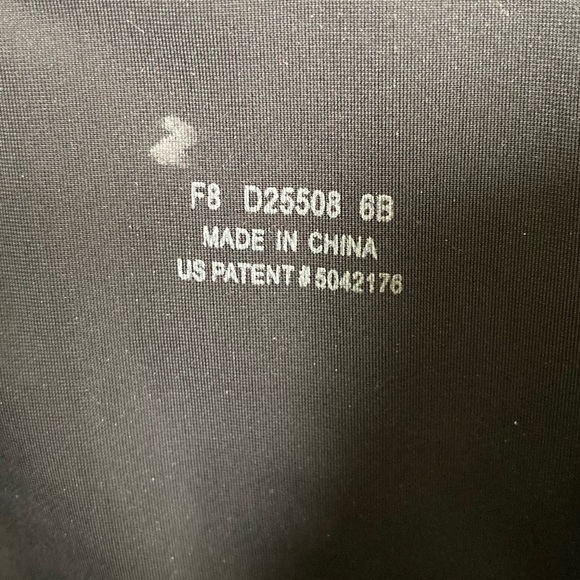 F8 D25508 6B
MADE IN CHINA
US PATENT # 5042176